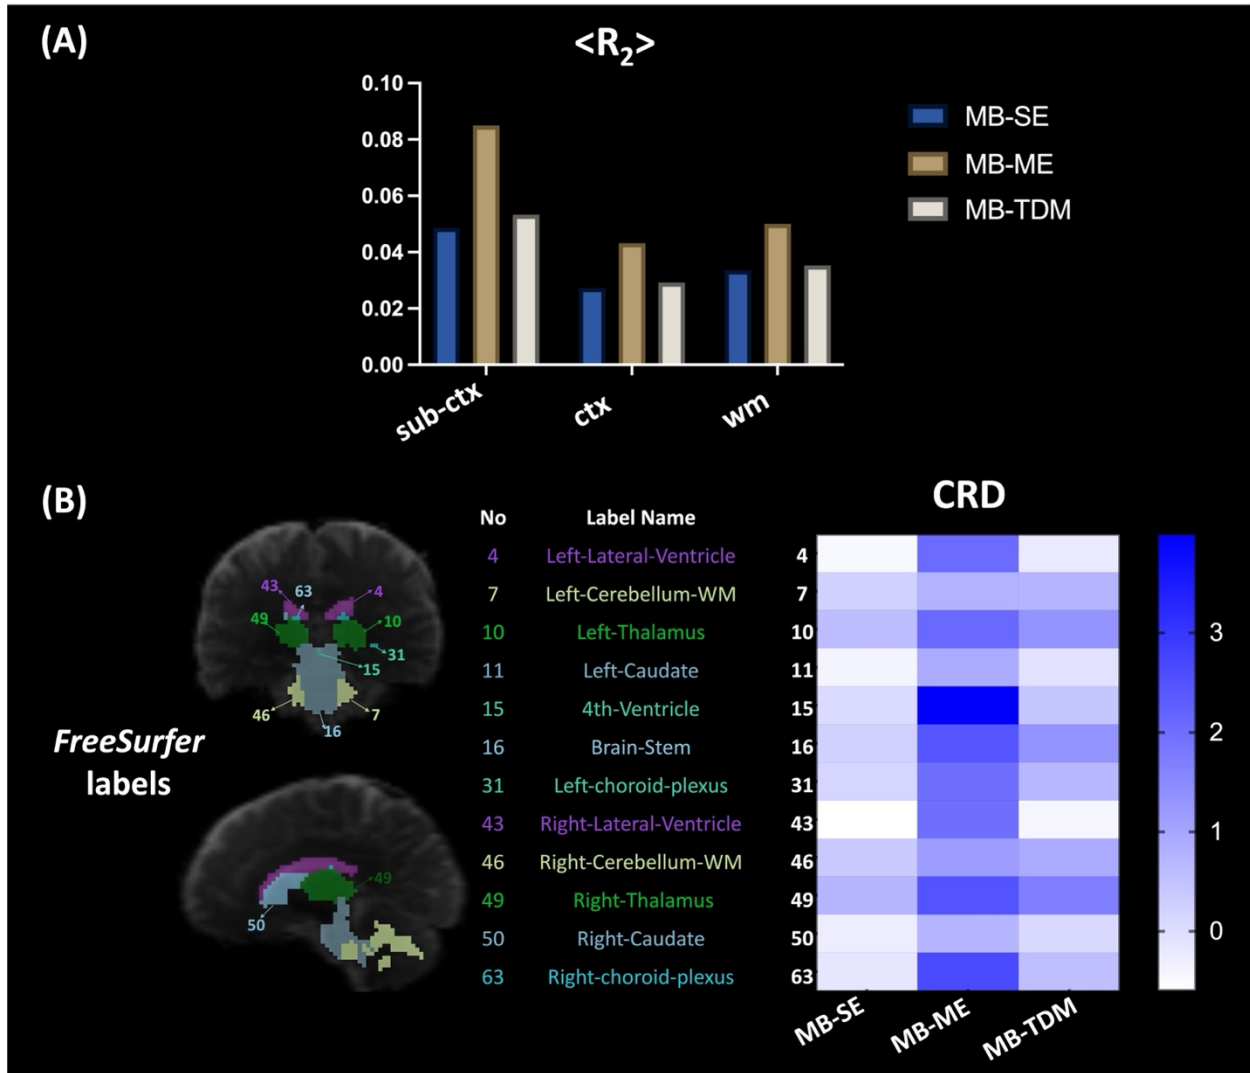 (A)
<R2>
0.10
0.08
0.06
0.04
0.02
0.00
sub-ctx
ctx
wm
MB-SE
MB-ME
MB-TDM
(B)
CRD
No Label Name
4 Left-Lateral-Ventricle
7 Left-Cerebellum-WM
10 Left-Thalamus
11 Left-Caudate
15 4th-Ventricle
16 Brain-Stem
31 Left-choroid-plexus
43 Right-Lateral-Ventricle
46 Right-Cerebellum-WM
49 Right-Thalamus
50 Right-Caudate
63 Right-choroid-plexus
FreeSurfer
labels
43
63
4
49
10
31
15
46
7
16
49
50
4
7
10
11
15
16
31
43
46
49
50
63
MB-SE
MB-ME
MB-TDM
3
2
1
0